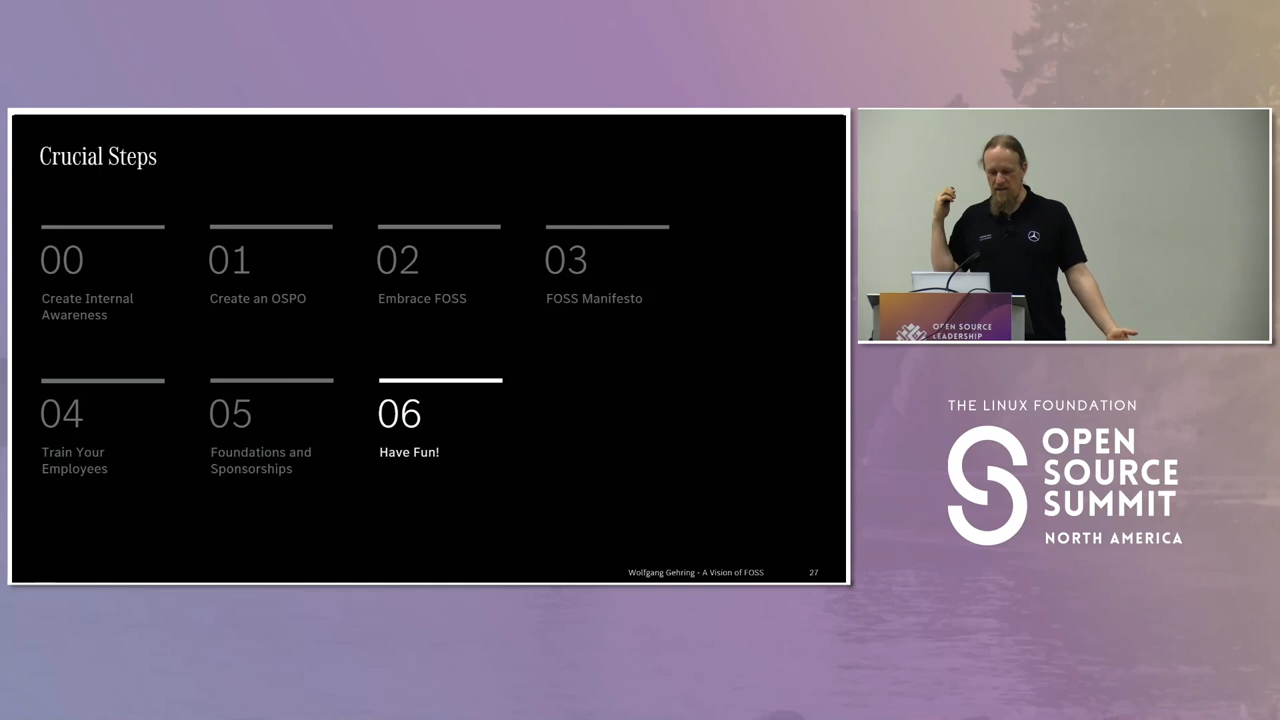 Crucial Steps
00
Create Internal
Awareness
01
Create an OSPO
02
Embrace FOSS
03
FOSS Manifesto
04
Train Your
Employees
05
Foundations and
Sponsorships
06
Have Fun!
Wolfgang Gehring - A Vision of FOSS
27
OPEN SOURCE
LEADERSHIP
THE LINUX FOUNDATION
OPEN
SOURCE
SUMMIT
NORTH AMERICA